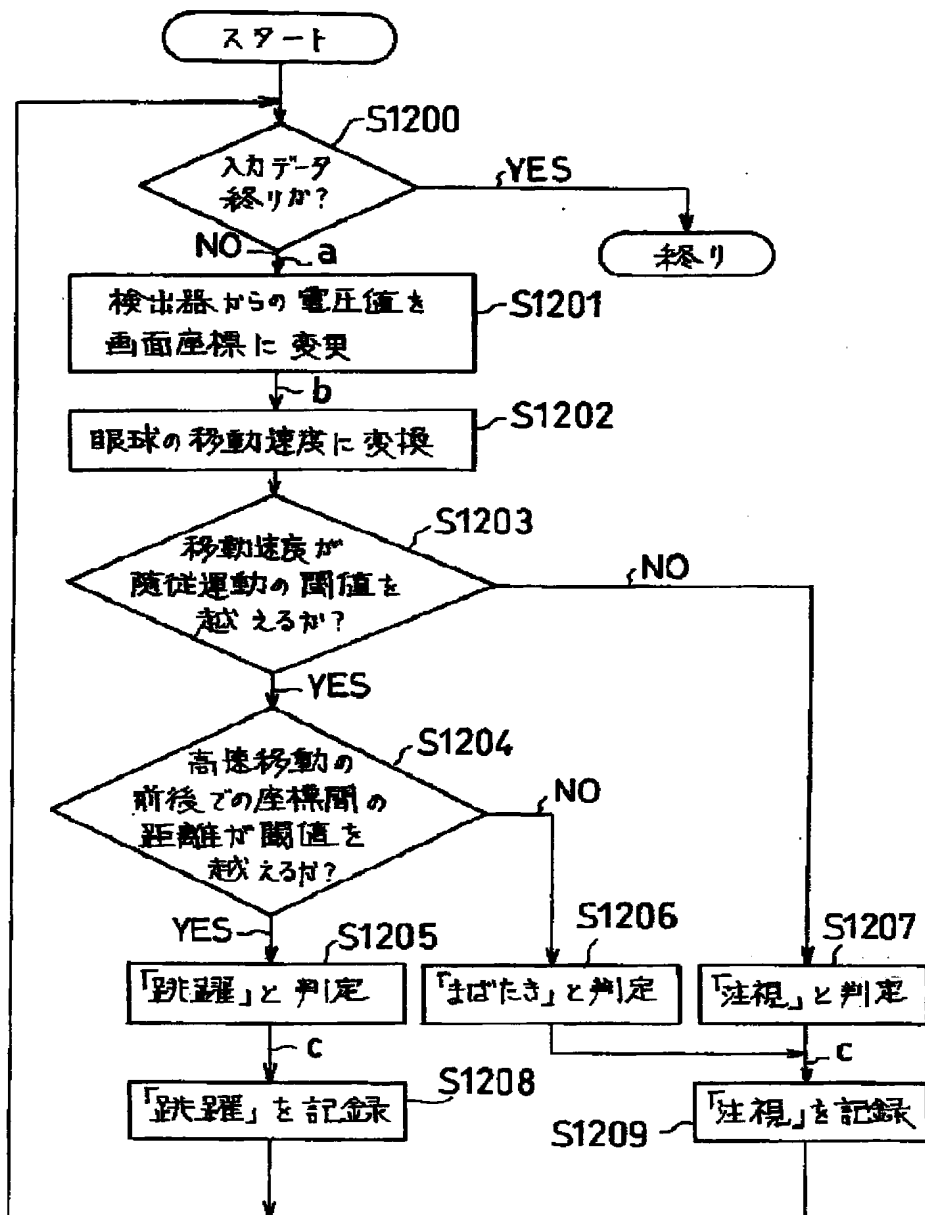 スタート
S1200
入力データ
終りか?
YES
NO
a
終り
検出器からの電圧値を
画面座標に変更
S1201
b
S1202
眼球の移動速度に変換
S1203
移動速度が
随従運動の閾値を
越えるか?
NO
YES
S1204
高速移動の
前後での座標間の
距離が閾値を
越えるか?
NO
YES
S1205
S1206
S1207
「跳躍」と判定
「まばたき」と判定
「注視」と判定
c
c
S1208
「跳躍」を記録
「注視」を記録
S1209